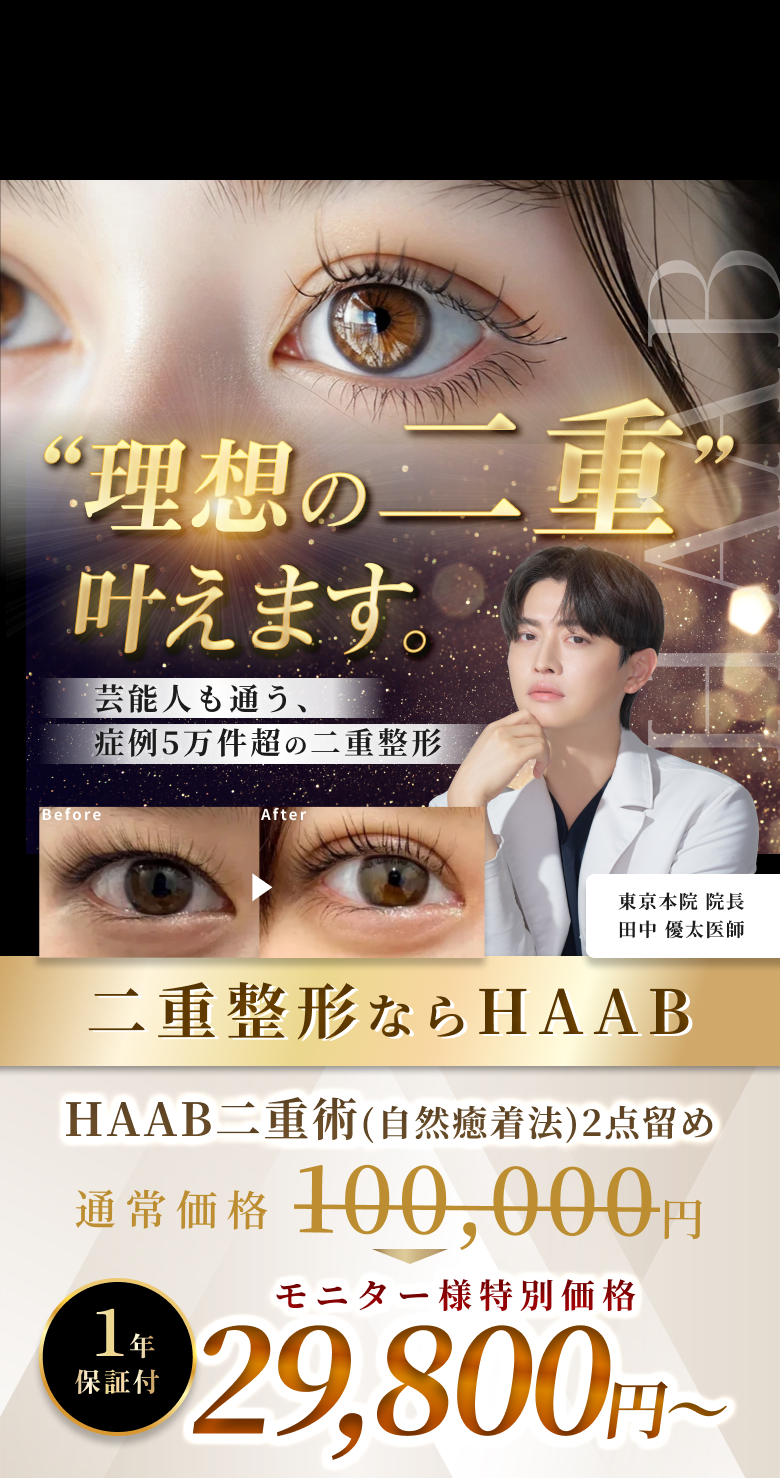 HAAB
“理想の二重”
叶えます。
芸能人も通う、
症例5万件超の二重整形
Before
After
東京本院 院長
田中 優太医師
二重整形ならHAAB
HAAB二重術(自然癒着法)2点留め
通常価格 100,000円
モニター様特別価格
1年
保証付
29,800円〜